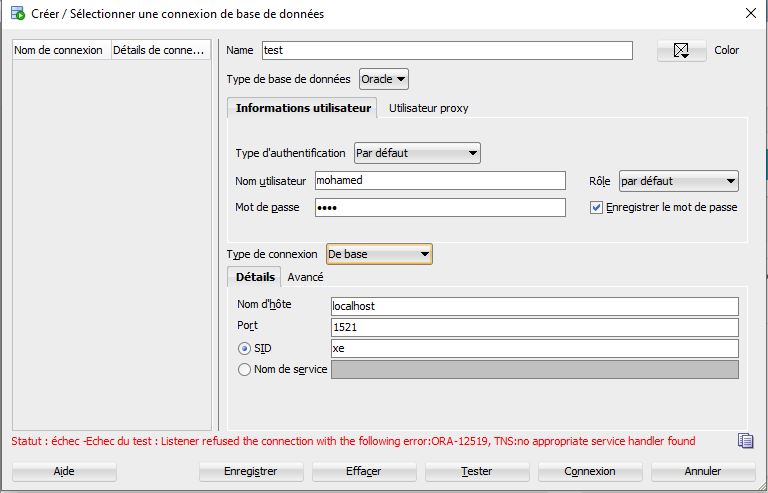 Créer / Sélectionner une connexion de base de données
Nom de connexion Détails de conne...
Name test Color
Type de base de données Oracle
Informations utilisateur Utilisateur proxy
Type d'authentification Par défaut
Nom utilisateur mohamed Rôle par défaut
Mot de passe •••• Enregistrer le mot de passe
Type de connexion De base
Détails Avancé
Nom d'hôte localhost
Port 1521
SID xe
Nom de service
Statut : échec -Echec du test : Listener refused the connection with the following error:ORA-12519, TNS:no appropriate service handler found
Aide Enregistrer Effacer Tester Connexion Annuler